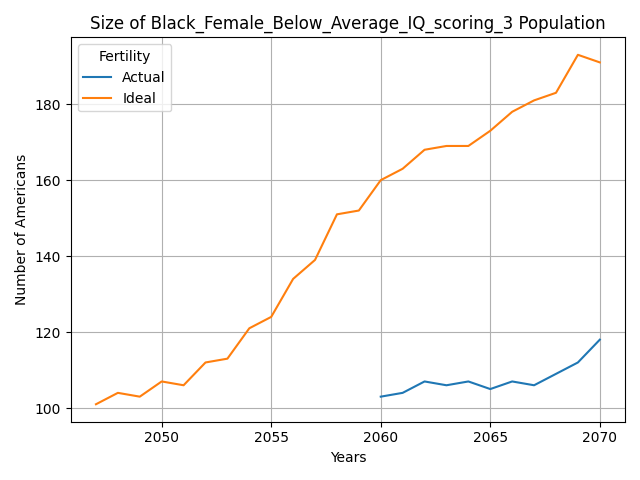 Size of Black_Female_Below_Average_IQ_scoring_3 Population
Fertility
Actual
Ideal
180
160
140
120
100
Number of Americans
2050
2055
2060
2065
2070
Years